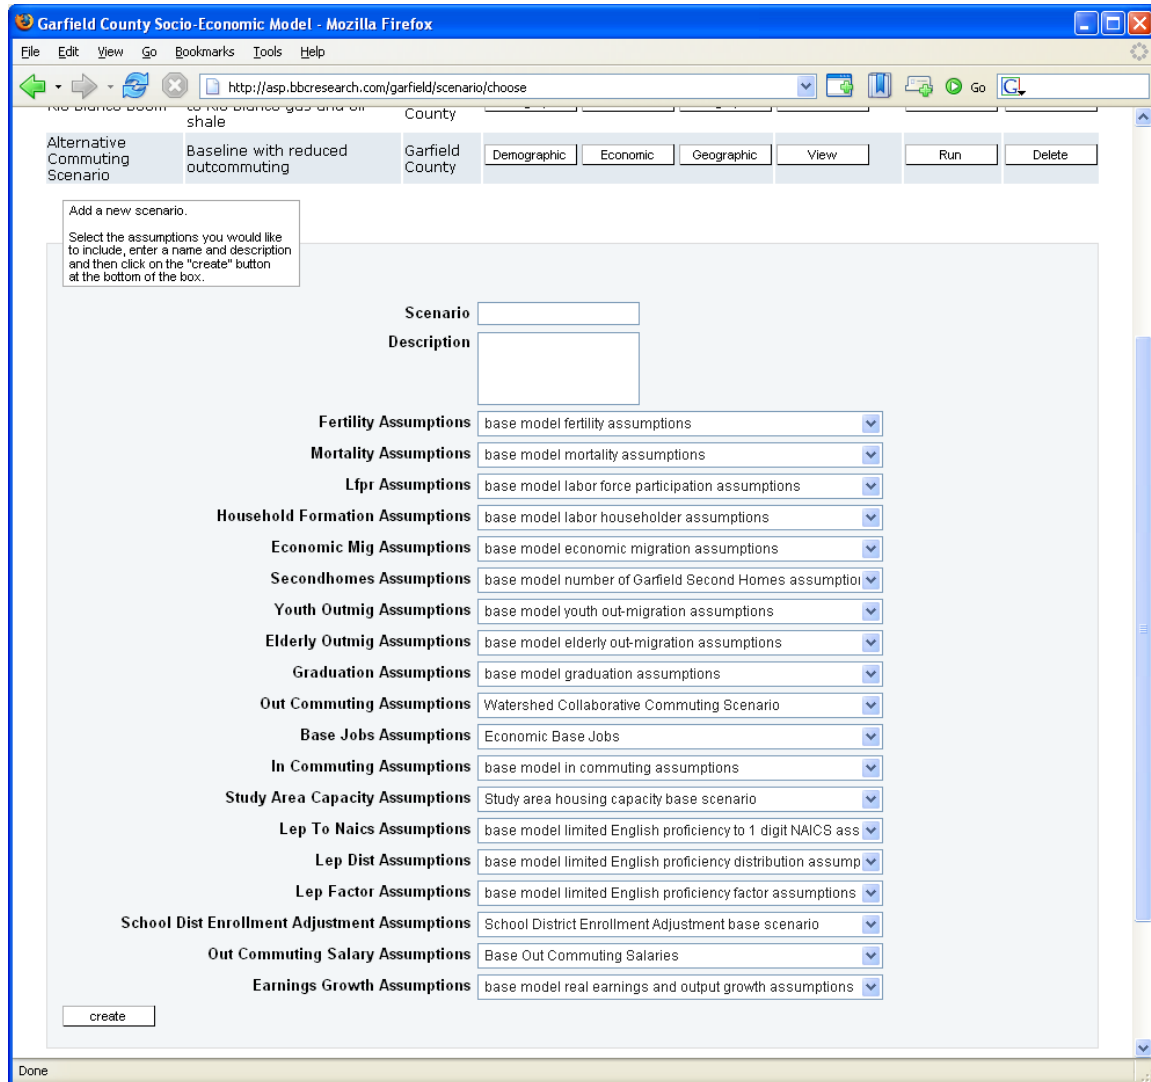 Garfield County Socio-Economic Model - Mozilla Firefox
File Edit View Go Bookmarks Tools Help
http://asp.bbcresearch.com/garfield/scenario/choose Go G
Rio Blanco Boom to Rio Blanco gas and oil County
shale
Alternative
Commuting
Scenario
Baseline with reduced
outcommuting
Garfield
County
Demographic Economic Geographic View Run Delete
Add a new scenario.
Select the assumptions you would like
to include, enter a name and description
and then click on the "create" button
at the bottom of the box.
Scenario
Description
Fertility Assumptions base model fertility assumptions
Mortality Assumptions base model mortality assumptions
Lfpr Assumptions base model labor force participation assumptions
Household Formation Assumptions base model labor householder assumptions
Economic Mig Assumptions base model economic migration assumptions
Secondhomes Assumptions base model number of Garfield Second Homes assumption
Youth Outmig Assumptions base model youth out-migration assumptions
Elderly Outmig Assumptions base model elderly out-migration assumptions
Graduation Assumptions base model graduation assumptions
Out Commuting Assumptions Watershed Collaborative Commuting Scenario
Base Jobs Assumptions Economic Base Jobs
In Commuting Assumptions base model in commuting assumptions
Study Area Capacity Assumptions Study area housing capacity base scenario
Lep To Naics Assumptions base model limited English proficiency to 1 digit NAICS ass
Lep Dist Assumptions base model limited English proficiency distribution assump
Lep Factor Assumptions base model limited English proficiency factor assumptions
School Dist Enrollment Adjustment Assumptions School District Enrollment Adjustment base scenario
Out Commuting Salary Assumptions Base Out Commuting Salaries
Earnings Growth Assumptions base model real earnings and output growth assumptions
create
Done